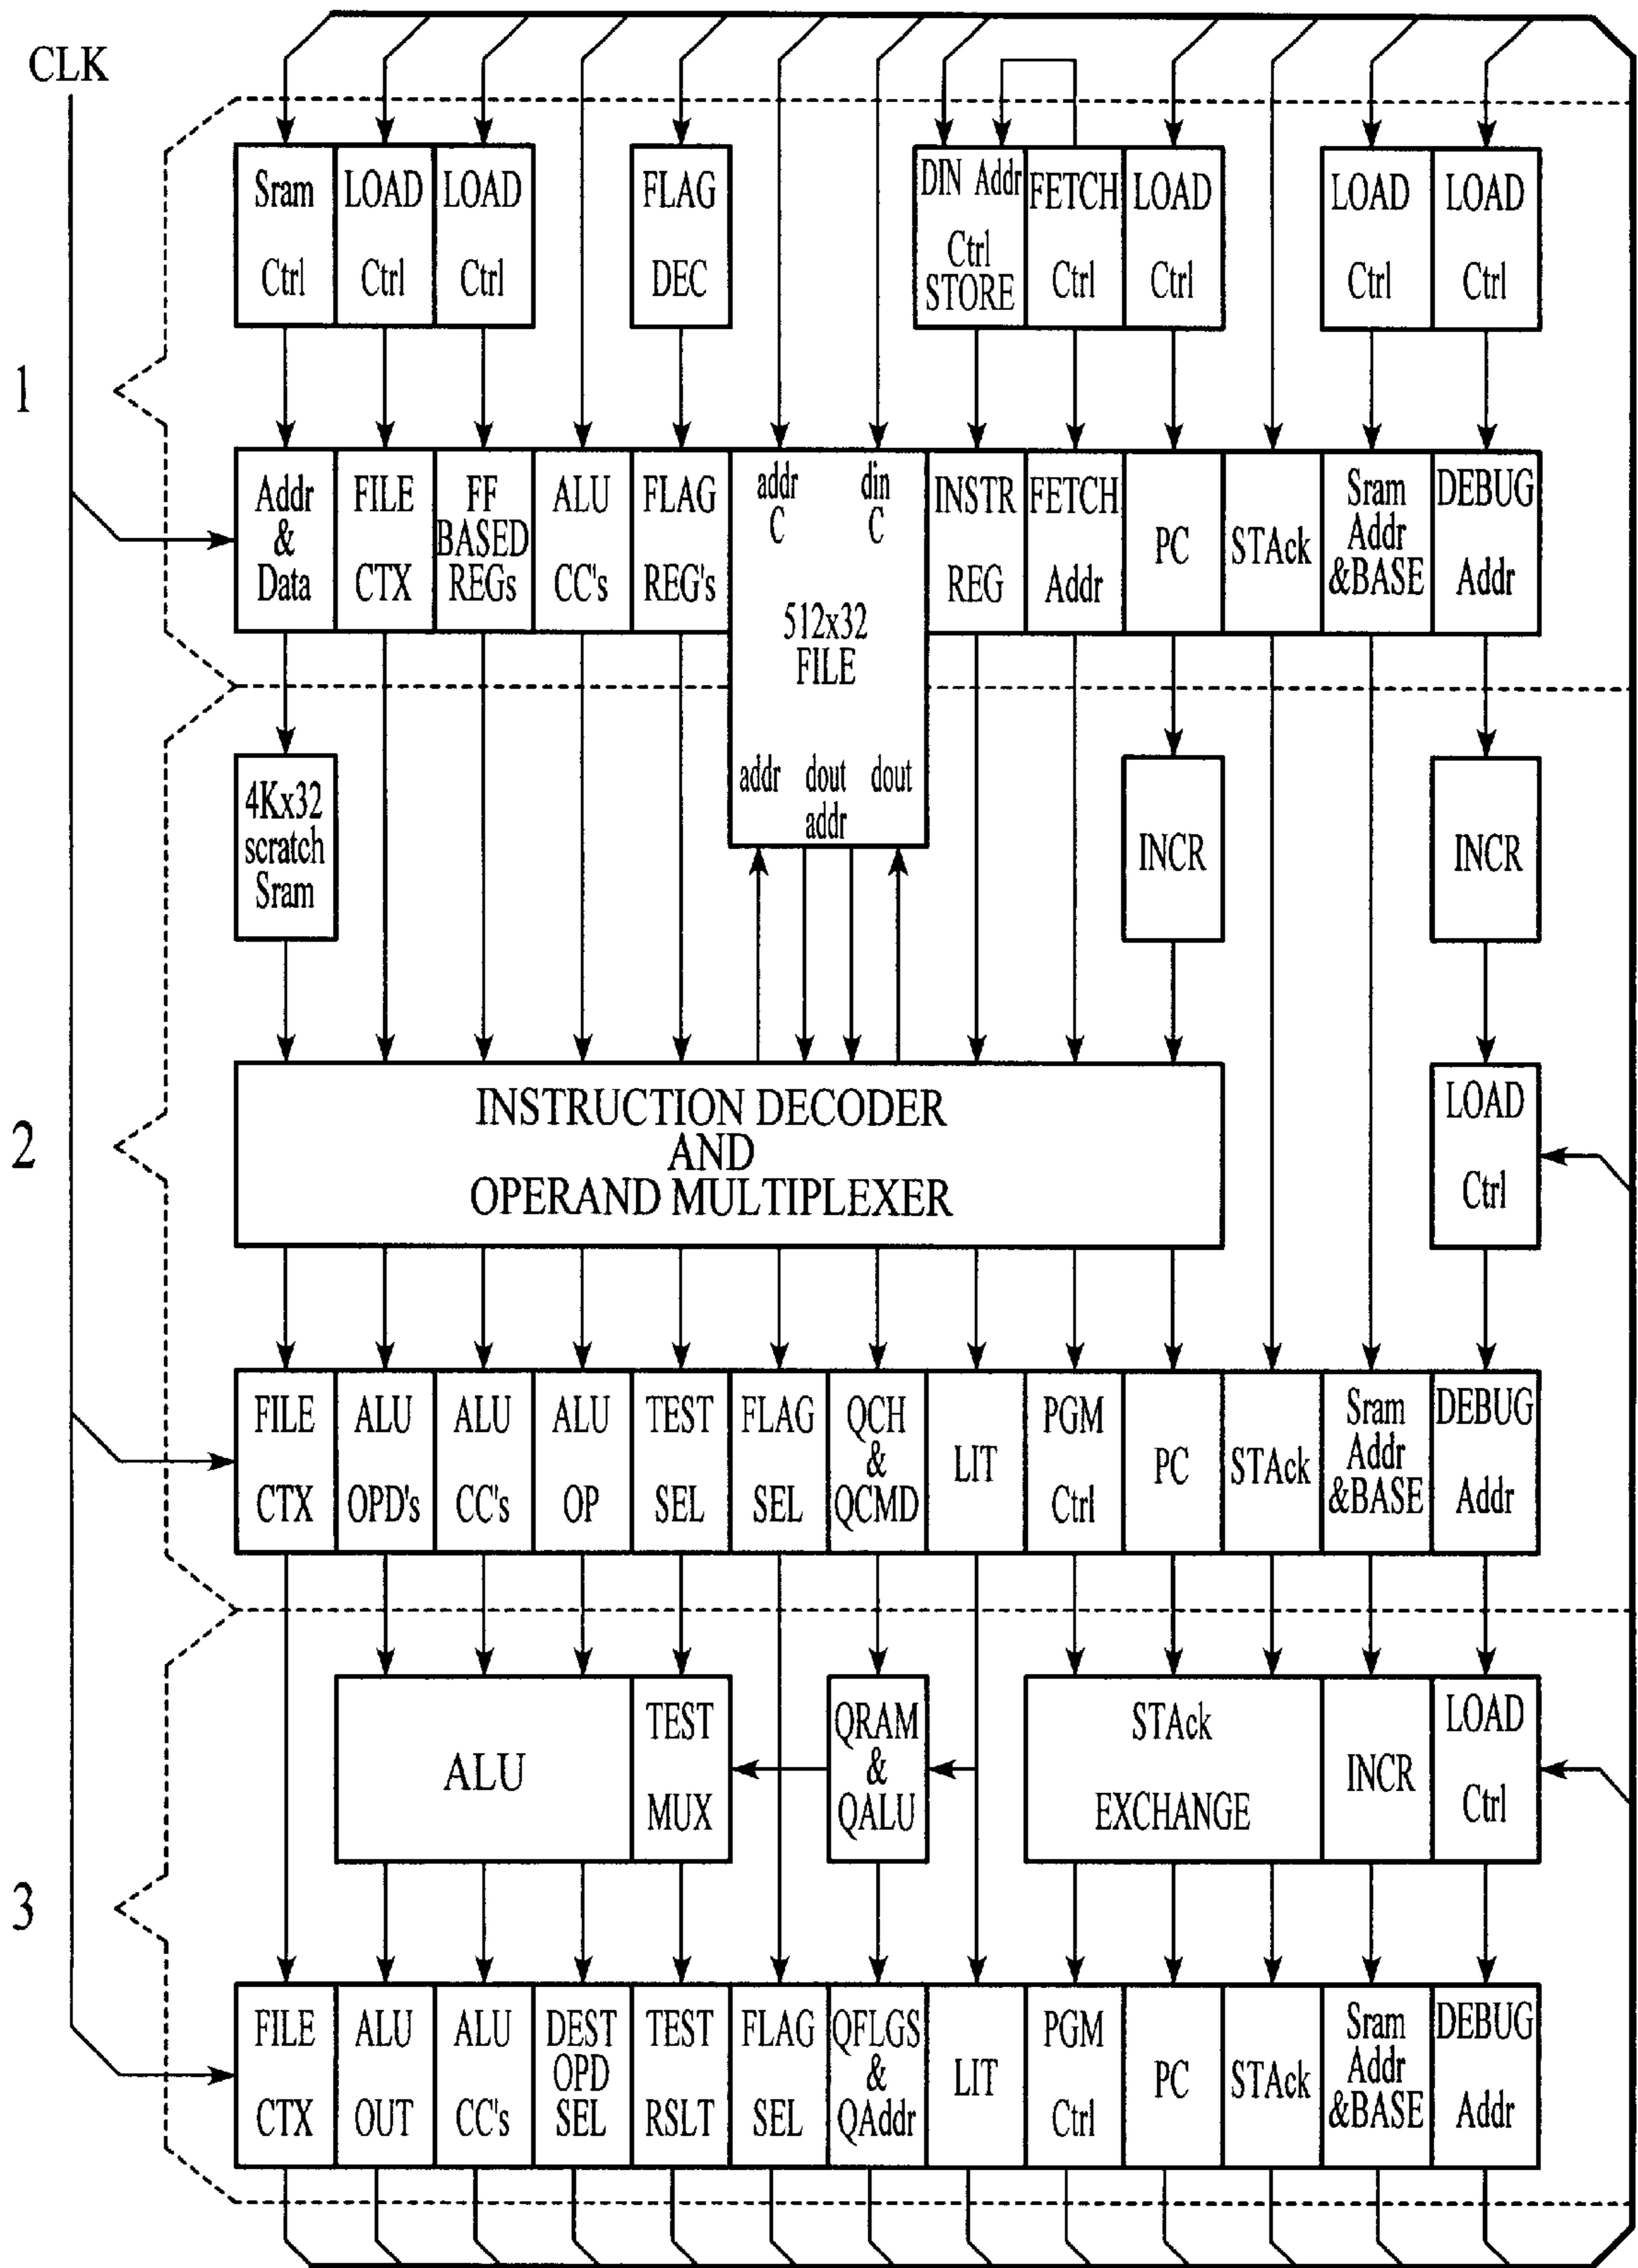 CLK
Sram
Ctrl
LOAD
Ctrl
LOAD
Ctrl
FLAG
DEC
DIN Addr
Ctrl
STORE
FETCH
Ctrl
LOAD
Ctrl
LOAD
Ctrl
LOAD
Ctrl
1
Addr
&
Data
FILE
CTX
FF
BASED
REGs
ALU
CC's
FLAG
REG's
addr
C
din
C
512x32
FILE
addr dout dout
addr
INSTR
REG
FETCH
Addr
PC
STAck
Sram
Addr
&BASE
DEBUG
Addr
2
4Kx32
scratch
Sram
INCR
INCR
INSTRUCTION DECODER
AND
OPERAND MULTIPLEXER
LOAD
Ctrl
FILE
CTX
ALU
OPD's
ALU
CC's
ALU
OP
TEST
SEL
FLAG
SEL
QCH
&
QCMD
LIT
PGM
Ctrl
PC
STAck
Sram
Addr
&BASE
DEBUG
Addr
3
ALU
TEST
MUX
QRAM
&
QALU
STAck
EXCHANGE
INCR
LOAD
Ctrl
FILE
CTX
ALU
OUT
ALU
CC's
DEST
OPD
SEL
TEST
RSLT
FLAG
SEL
QFLGS
&
QAddr
LIT
PGM
Ctrl
PC
STAck
Sram
Addr
&BASE
DEBUG
Addr